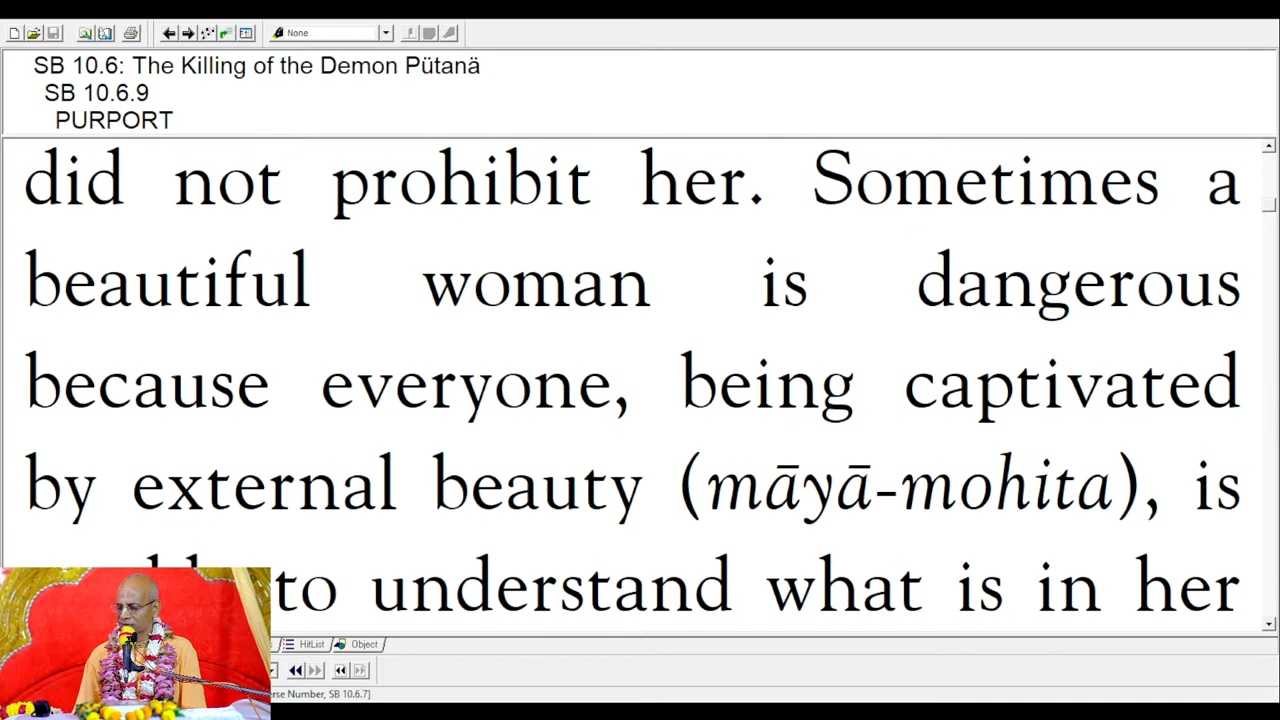 None
SB 10.6: The Killing of the Demon Pütanä
SB 10.6.9
PURPORT
did not prohibit her. Sometimes a
beautiful woman is dangerous
because everyone, being captivated
by external beauty (māyā-mohita), is
to understand what is in her
HitList Object
erse Number, SB 10.6.7]